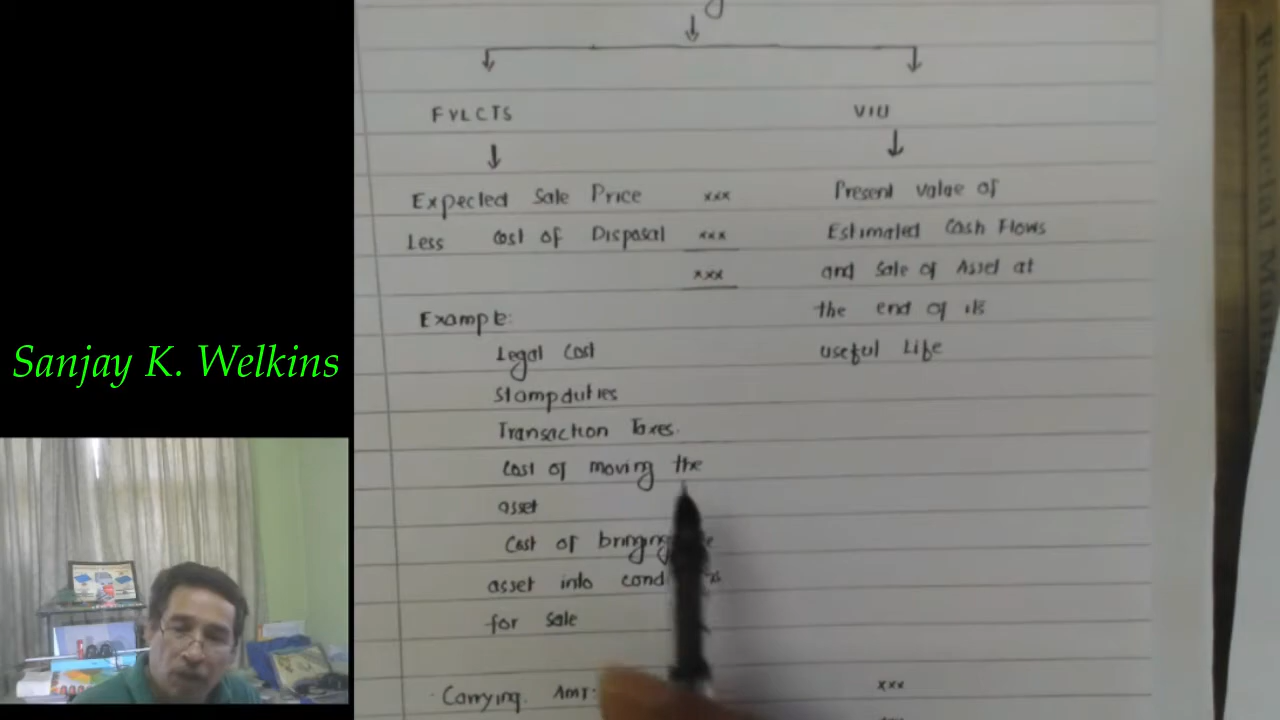 FVLCTS
VIU
Expected Sale Price xxx
Less Cost of Disposal xxx
xxx
Present value of
Estimated Cash Flows
and Sale of Asset at
the end of its
useful Life
Example:
Legal Cost
Stampduties
Transaction Taxes.
Cost of moving the
asset
Cost of bringing
asset into
for Sale
Carrying Amt: xxx
Sanjay K. Welkins